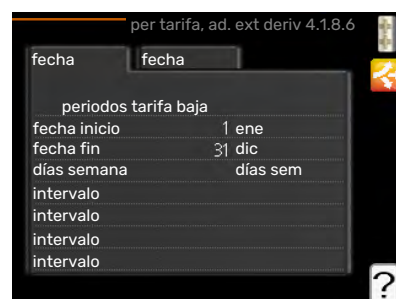 per tarifa, ad. ext deriv 4.1.8.6
fecha fecha
periodos tarifa baja
fecha inicio 1 ene
fecha fin 31 dic
días semana días sem
intervalo
intervalo
intervalo
intervalo
?